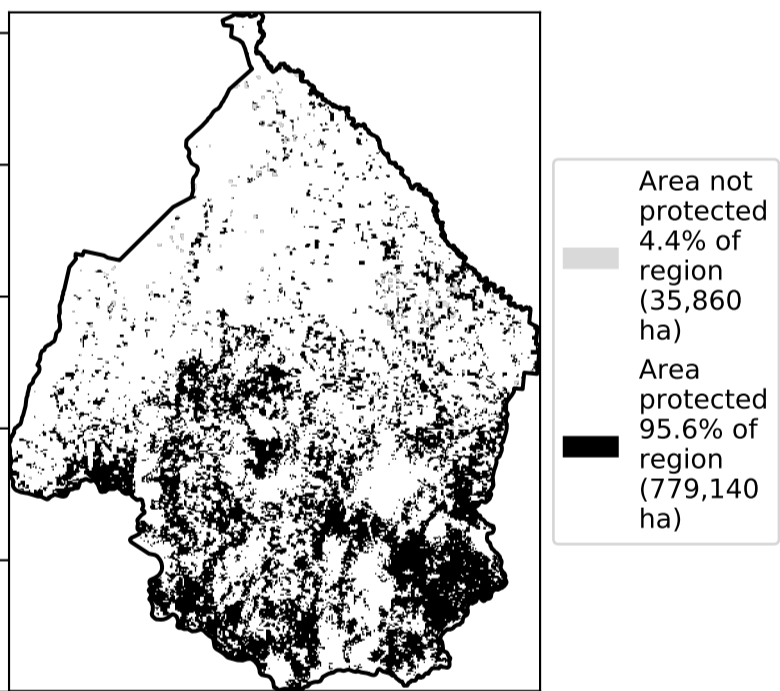 Area not
protected
4.4% of
region
(35,860
ha)
Area
protected
95.6% of
region
(779,140
ha)